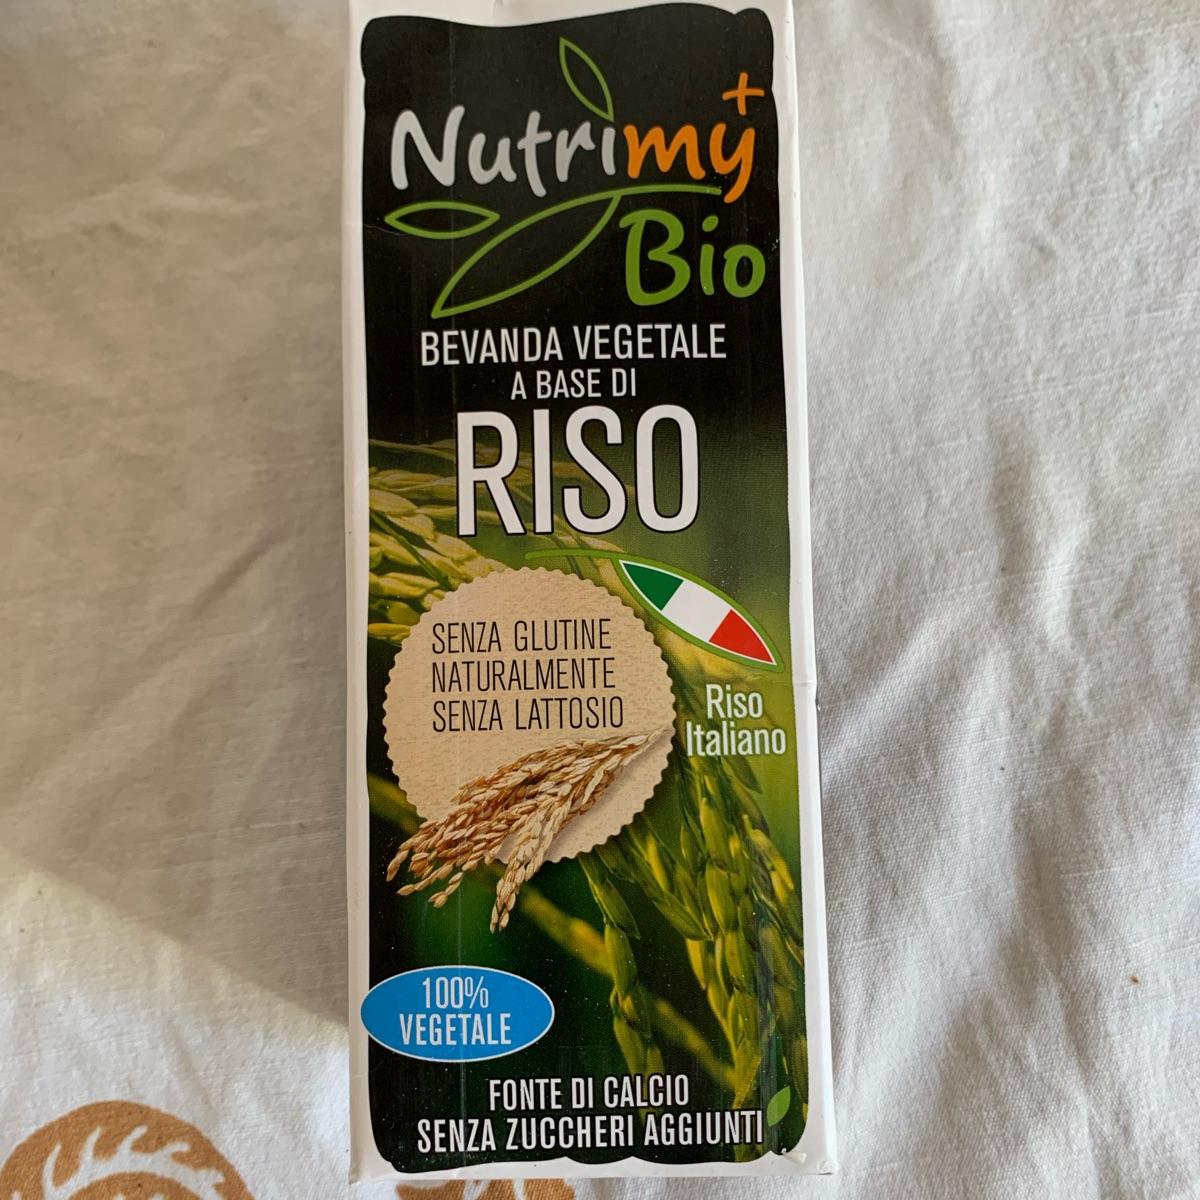 Nutrimy+
Bio
BEVANDA VEGETALE
A BASE DI
RISO
SENZA GLUTINE
NATURALMENTE
SENZA LATTOSIO
Riso
Italiano
100%
VEGETALE
FONTE DI CALCIO
SENZA ZUCCHERI AGGIUNTI